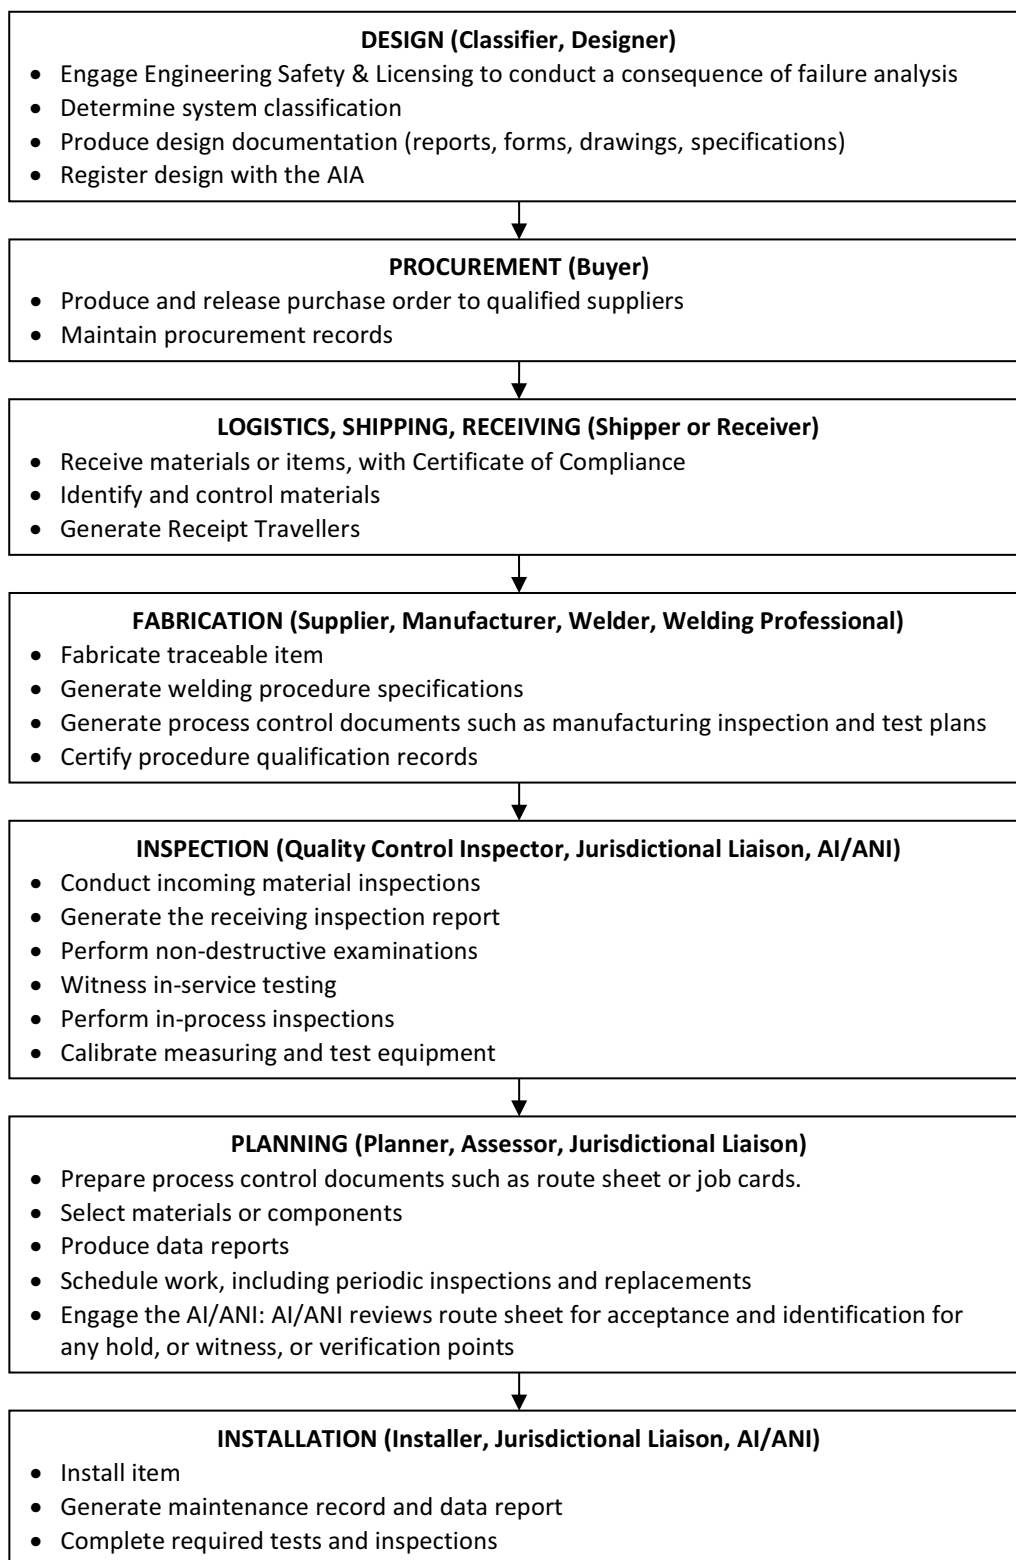 DESIGN (Classifier, Designer)
• Engage Engineering Safety & Licensing to conduct a consequence of failure analysis
• Determine system classification
• Produce design documentation (reports, forms, drawings, specifications)
• Register design with the AIA
PROCUREMENT (Buyer)
• Produce and release purchase order to qualified suppliers
• Maintain procurement records
LOGISTICS, SHIPPING, RECEIVING (Shipper or Receiver)
• Receive materials or items, with Certificate of Compliance
• Identify and control materials
• Generate Receipt Travellers
FABRICATION (Supplier, Manufacturer, Welder, Welding Professional)
• Fabricate traceable item
• Generate welding procedure specifications
• Generate process control documents such as manufacturing inspection and test plans
• Certify procedure qualification records
INSPECTION (Quality Control Inspector, Jurisdictional Liaison, AI/ANI)
• Conduct incoming material inspections
• Generate the receiving inspection report
• Perform non-destructive examinations
• Witness in-service testing
• Perform in-process inspections
• Calibrate measuring and test equipment
PLANNING (Planner, Assessor, Jurisdictional Liaison)
• Prepare process control documents such as route sheet or job cards.
• Select materials or components
• Produce data reports
• Schedule work, including periodic inspections and replacements
• Engage the AI/ANI: AI/ANI reviews route sheet for acceptance and identification for
any hold, or witness, or verification points
INSTALLATION (Installer, Jurisdictional Liaison, AI/ANI)
• Install item
• Generate maintenance record and data report
• Complete required tests and inspections